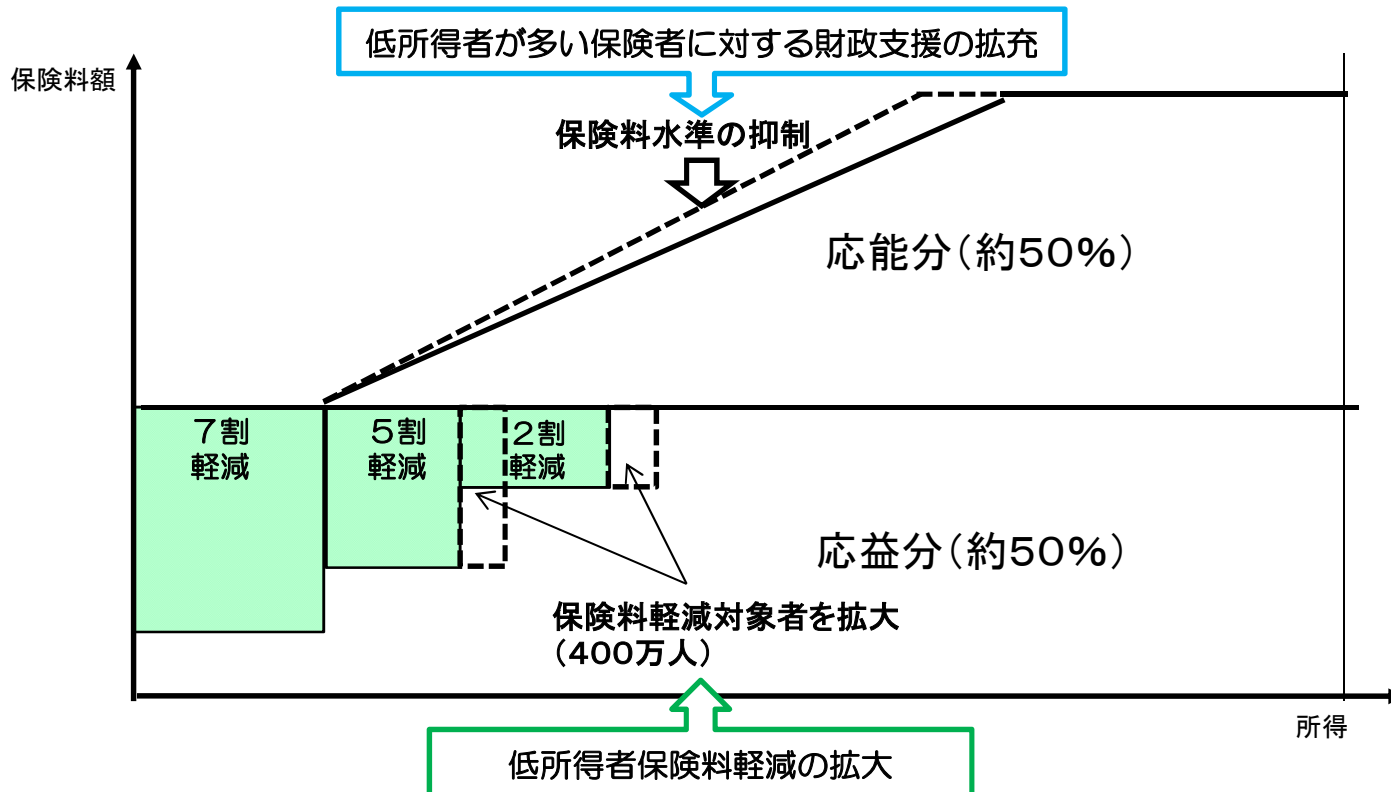 低所得者が多い保険者に対する財政支援の拡充
保険料額
保険料水準の抑制
応能分（約50％）
7割
軽減
5割
軽減
2割
軽減
応益分（約50％）
保険料軽減対象者を拡大
（400万人）
所得
低所得者保険料軽減の拡大